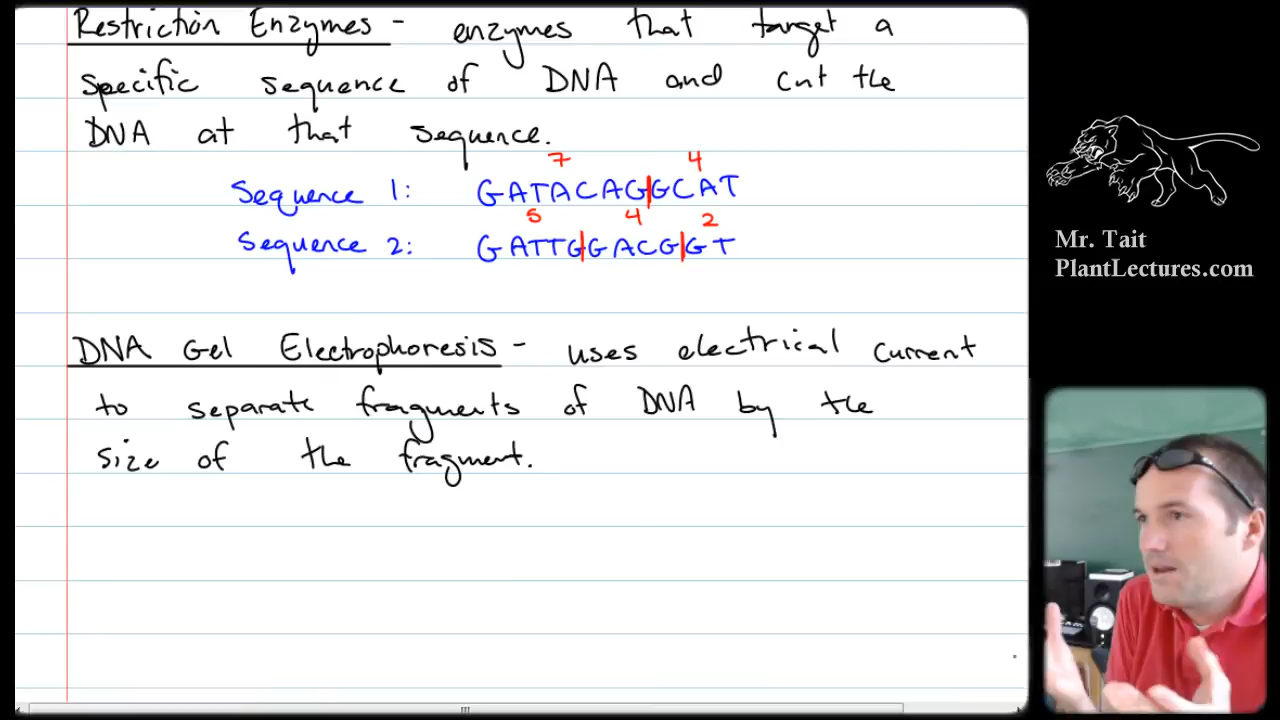 Restriction Enzymes - enzymes that target a
specific sequence of DNA and cut the
DNA at that sequence.
7 4
Sequence 1: GATACAG|GCAT
5 4 2
Sequence 2: GATTG|GACG|GT
DNA Gel Electrophoresis - uses electrical current
to separate fragments of DNA by the
size of the fragment.
Mr. Tait
PlantLectures.com